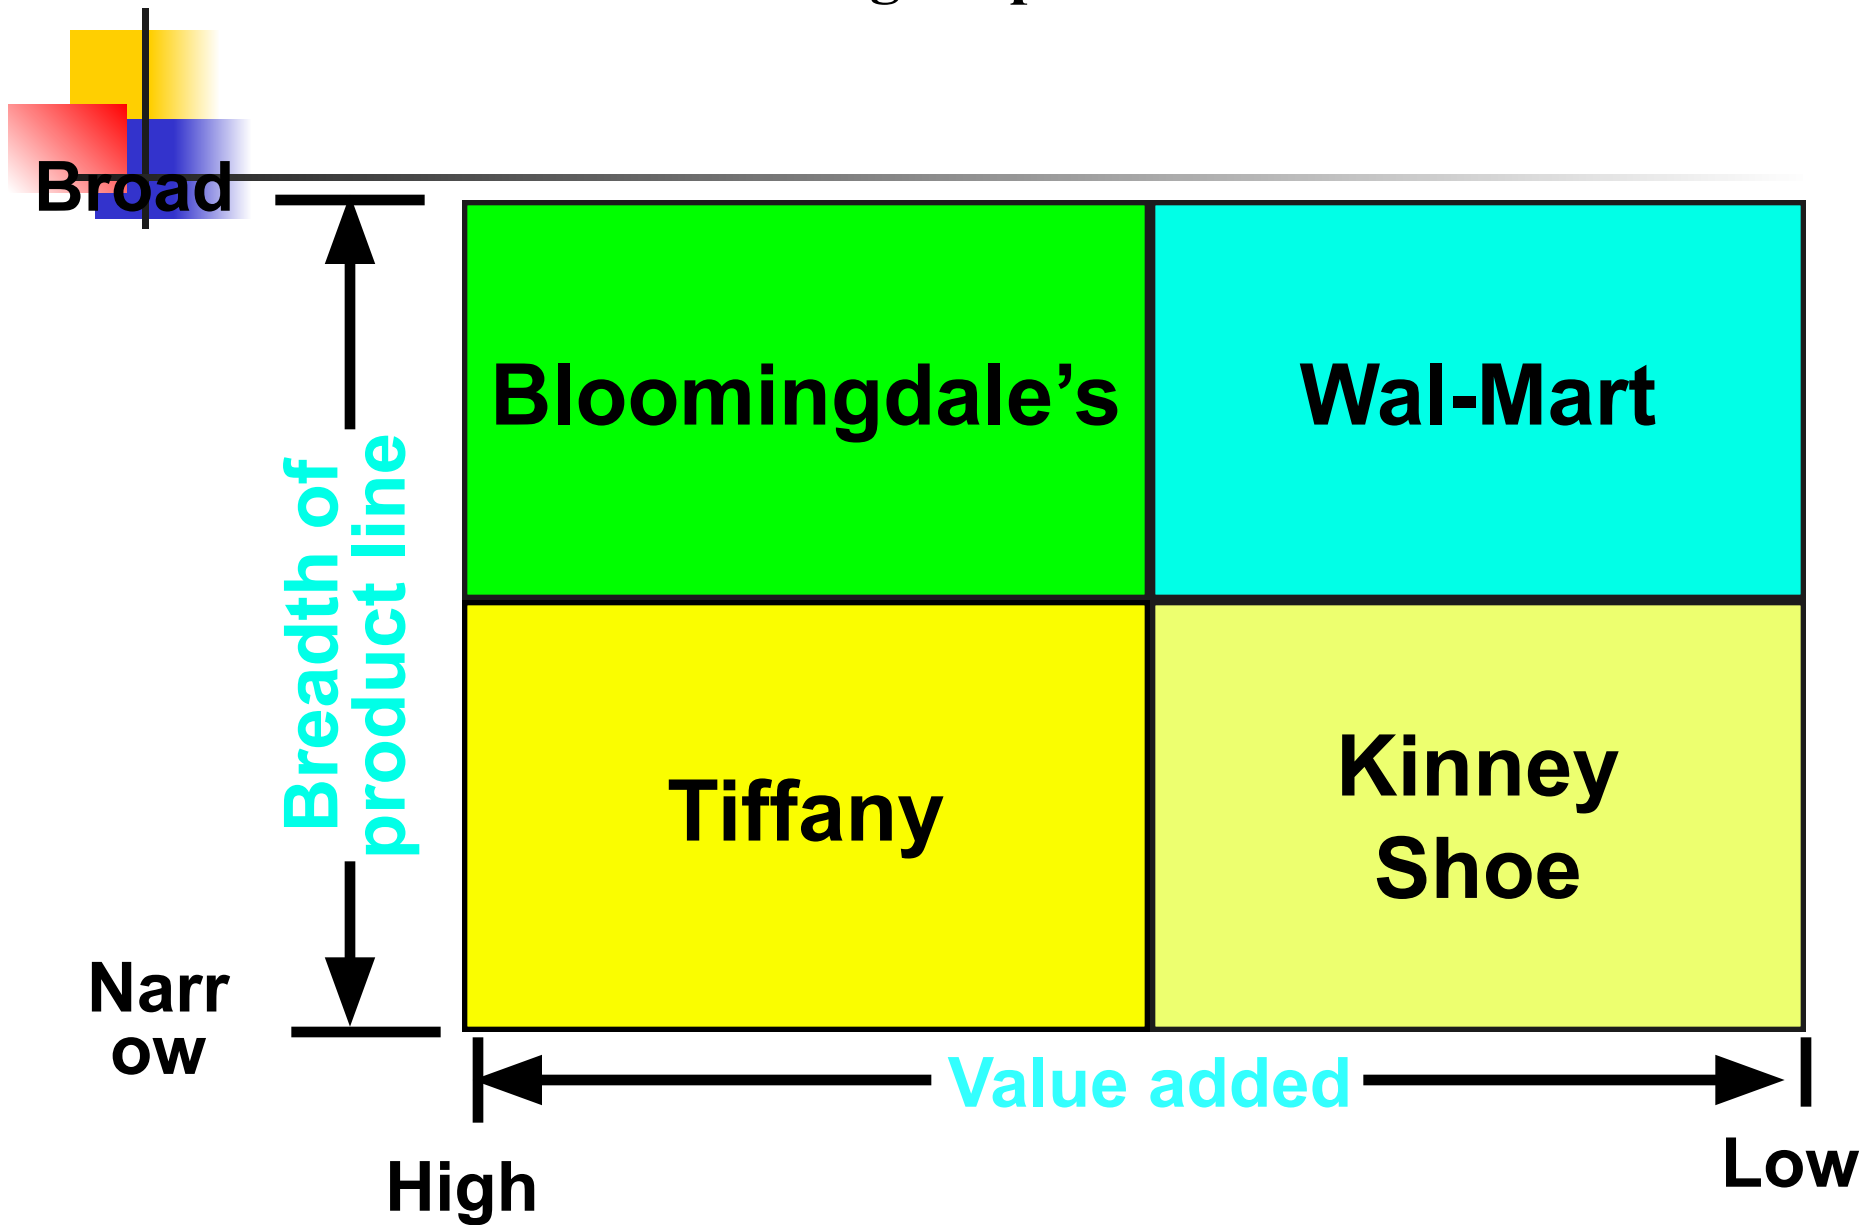 Broad
Bloomingdale’s
Wal-Mart
Breadth of
product line
Tiffany
Kinney
Shoe
Narr
ow
Value added
High
Low